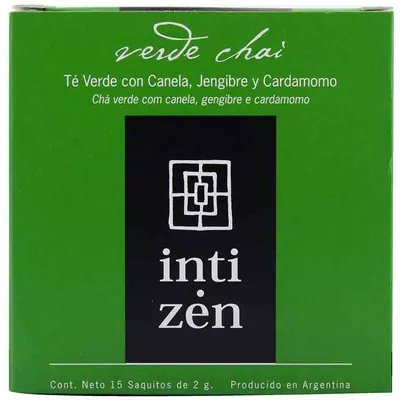 verde chai
Té Verde con Canela, Jengibre y Cardamomo
Chá verde com canela, gengibre e cardamomo
inti
zėn
Cont. Neto 15 Saquitos de 2 g. Producido en Argentina